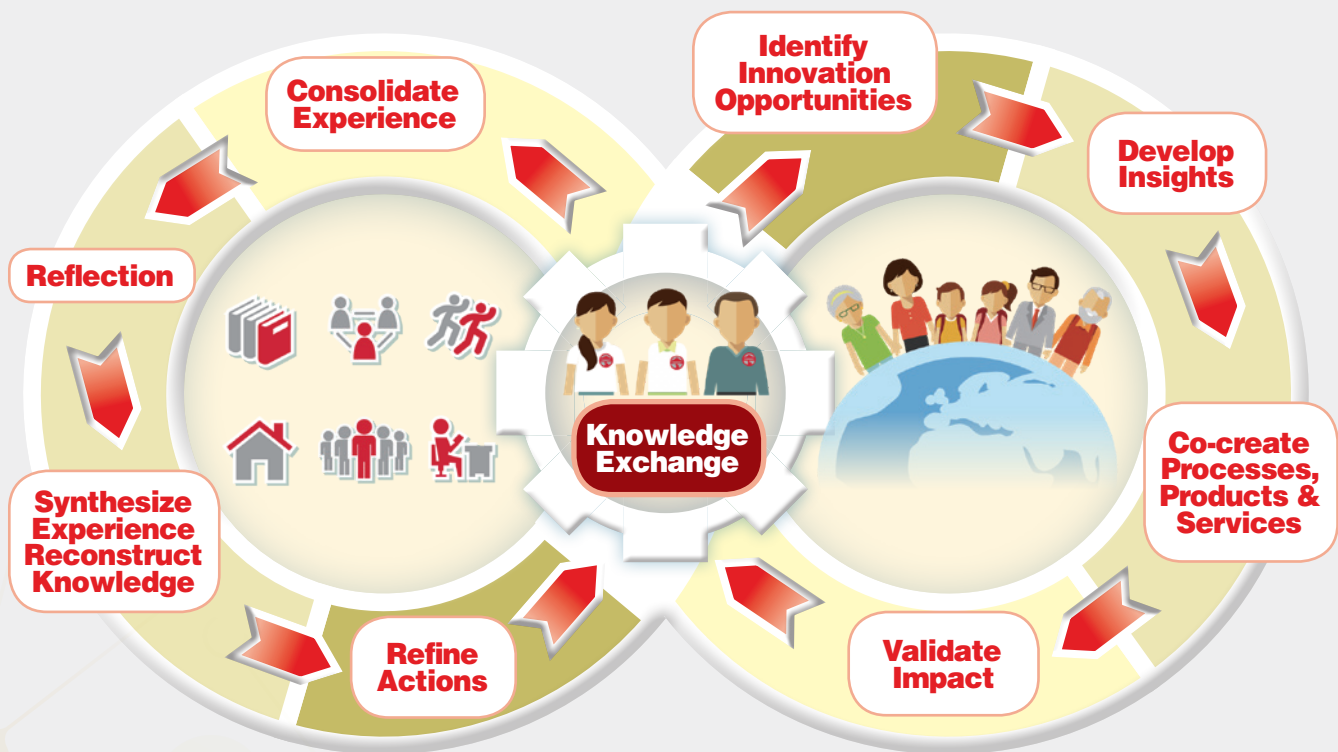 Consolidate
Experience
Reflection
Synthesize
Experience
Reconstruct
Knowledge
Refine
Actions
Knowledge
Exchange
Identify
Innovation
Opportunities
Develop
Insights
Co-create
Processes,
Products &
Services
Validate
Impact